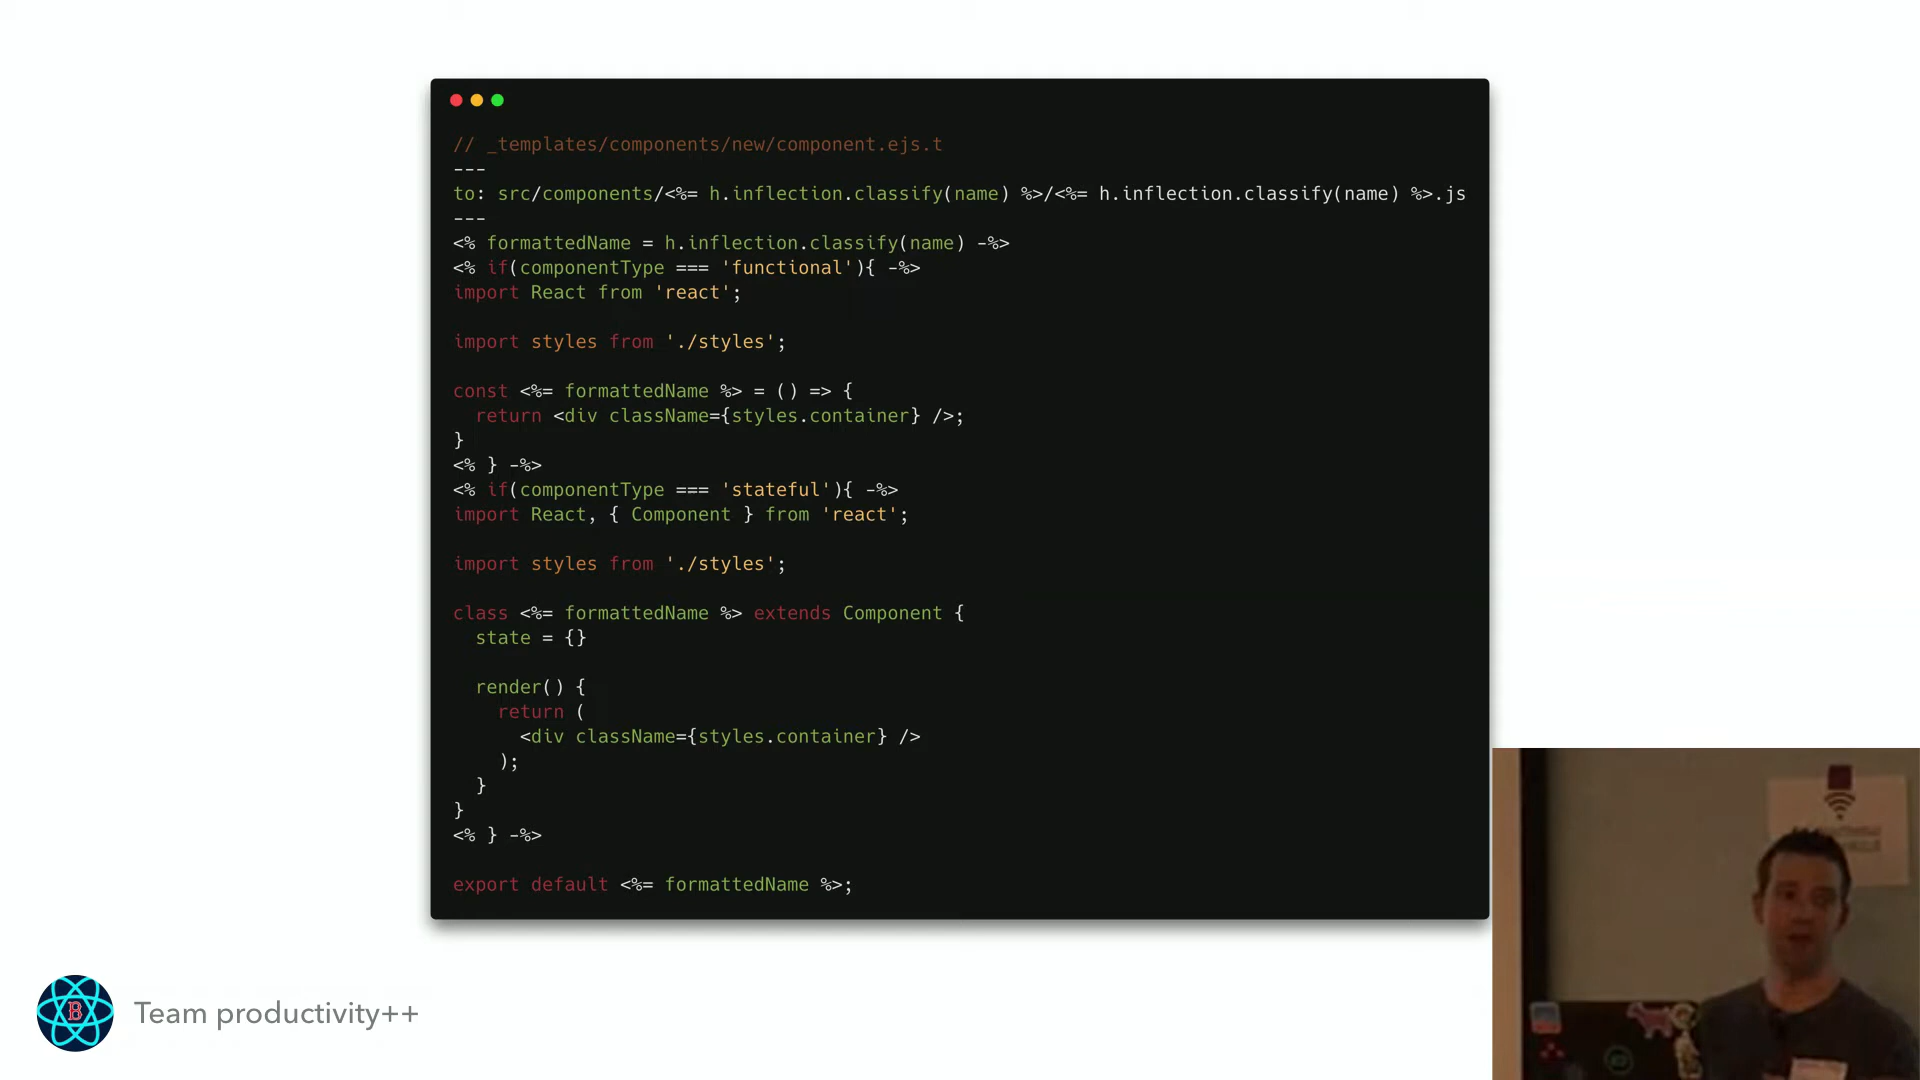 // _templates/components/new/component.ejs.t
---
to: src/components/<%= h.inflection.classify(name) %>/<%= h.inflection.classify(name) %>.js
---
<% formattedName = h.inflection.classify(name) -%>
<% if(componentType === 'functional'){ -%>
import React from 'react';

import styles from './styles';

const <%= formattedName %> = () => {
  return <div className={styles.container} />;
}
<% } -%>
<% if(componentType === 'stateful'){ -%>
import React, { Component } from 'react';

import styles from './styles';

class <%= formattedName %> extends Component {
  state = {}

  render() {
    return (
      <div className={styles.container} />
    );
  }
}
<% } -%>

export default <%= formattedName %>;
B
Team productivity++